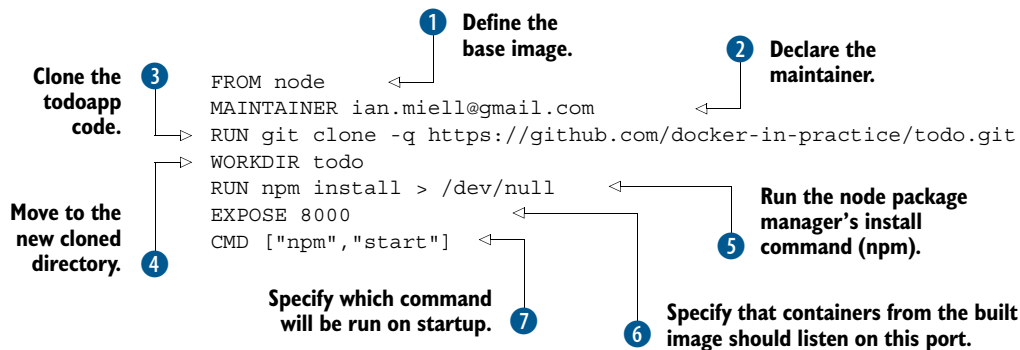 1 Define the
base image.
2 Declare the
maintainer.
Clone the 3
todoapp
code.
FROM node
MAINTAINER ian.miell@gmail.com
RUN git clone -q https://github.com/docker-in-practice/todo.git
WORKDIR todo
RUN npm install > /dev/null
EXPOSE 8000
CMD ["npm","start"]
Move to the
new cloned
directory. 4
Run the node package
manager's install
5 command (npm).
Specify which command
will be run on startup. 7
6 Specify that containers from the built
image should listen on this port.